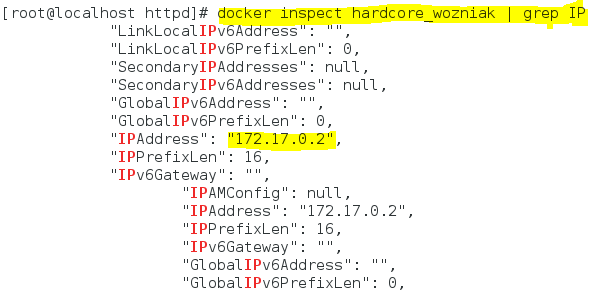 [root@localhost httpd]# docker inspect hardcore_wozniak | grep IP
"LinkLocalIPv6Address": "",
"LinkLocalIPv6PrefixLen": 0,
"SecondaryIPAddresses": null,
"SecondaryIPv6Addresses": null,
"GlobalIPv6Address": "",
"GlobalIPv6PrefixLen": 0,
"IPAddress": "172.17.0.2",
"IPPrefixLen": 16,
"IPv6Gateway": "",
"IPAMConfig": null,
"IPAddress": "172.17.0.2",
"IPPrefixLen": 16,
"IPv6Gateway": "",
"GlobalIPv6Address": "",
"GlobalIPv6PrefixLen": 0,